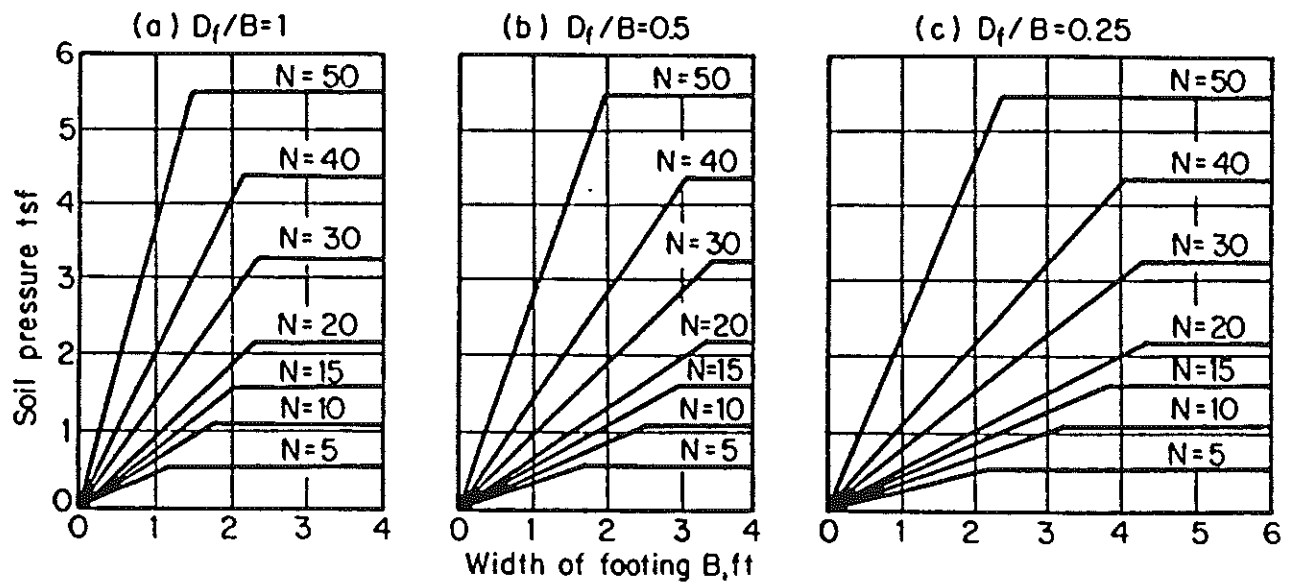 (a) Df/B=1
(b) Df/B=0.5
(c) Df/B=0.25
Soil pressure tsf
6
5
4
3
2
1
0
N=50
N=40
N=30
N=20
N=15
N=10
N=5
0 1 2 3 4
N=50
N=40
N=30
N=20
N=15
N=10
N=5
0 1 2 3 4
N=50
N=40
N=30
N=20
N=15
N=10
N=5
0 1 2 3 4 5 6
Width of footing B, ft